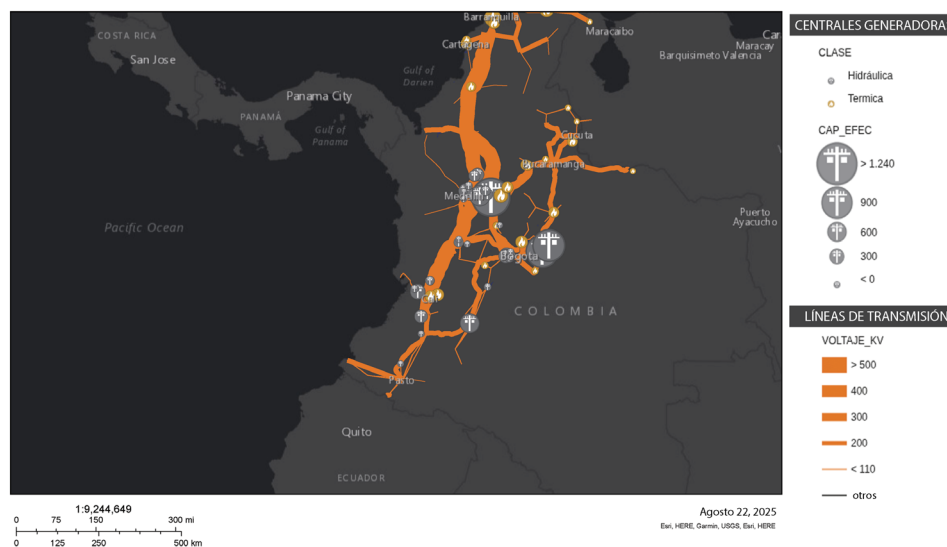 Barranquilla
COSTA RICA
San Jose
Cartagena
Maracaibo
Maracay
Barquisimeto Valencia
Gulf of
Darien
Panama City
PANAMÁ
Gulf of
Panama
Cúcuta
Bucaramanga
Medellín
Puerto
Ayacucho
Pacific Ocean
Bogota
Cali
COLOMBIA
Pasto
Quito
ECUADOR
CENTRALES GENERADORA
CLASE
Hidráulica
Termica
CAP_EFEC
> 1.240
900
600
300
< 0
LÍNEAS DE TRANSMISIÓN
VOLTAJE_KV
> 500
400
300
200
< 110
otros
1:9,244,649
0 75 150 300 mi
0 125 250 500 km
Agosto 22, 2025
Esri, HERE, Garmin, USGS, Esri, HERE